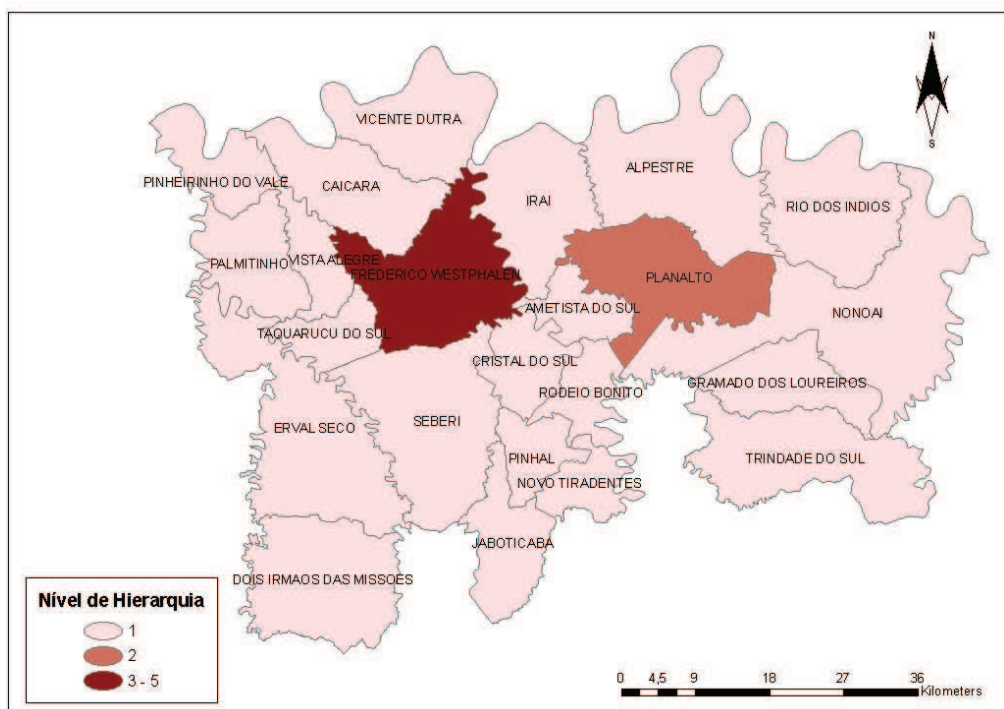 N
S
VICENTE DUTRA
ALPESTRE
PINHEIRINHO DO VALE
CAICARA
IRAI
RIO DOS INDIOS
PALMITINHO
VISTA ALEGRE
FREDERICO WESTPHALEN
PLANALTO
AMETISTA DO SUL
NONOAI
TAQUARUCU DO SUL
CRISTAL DO SUL
GRAMADO DOS LOUREIROS
RODEIO BONITO
ERVAL SECO
SEBERI
PINHAL
TRINDADE DO SUL
NOVO TIRADENTES
JABOTICABA
DOIS IRMAOS DAS MISSOES
Nível de Hierarquia
1
2
3 - 5
0 4,5 9 18 27 36
Kilometers